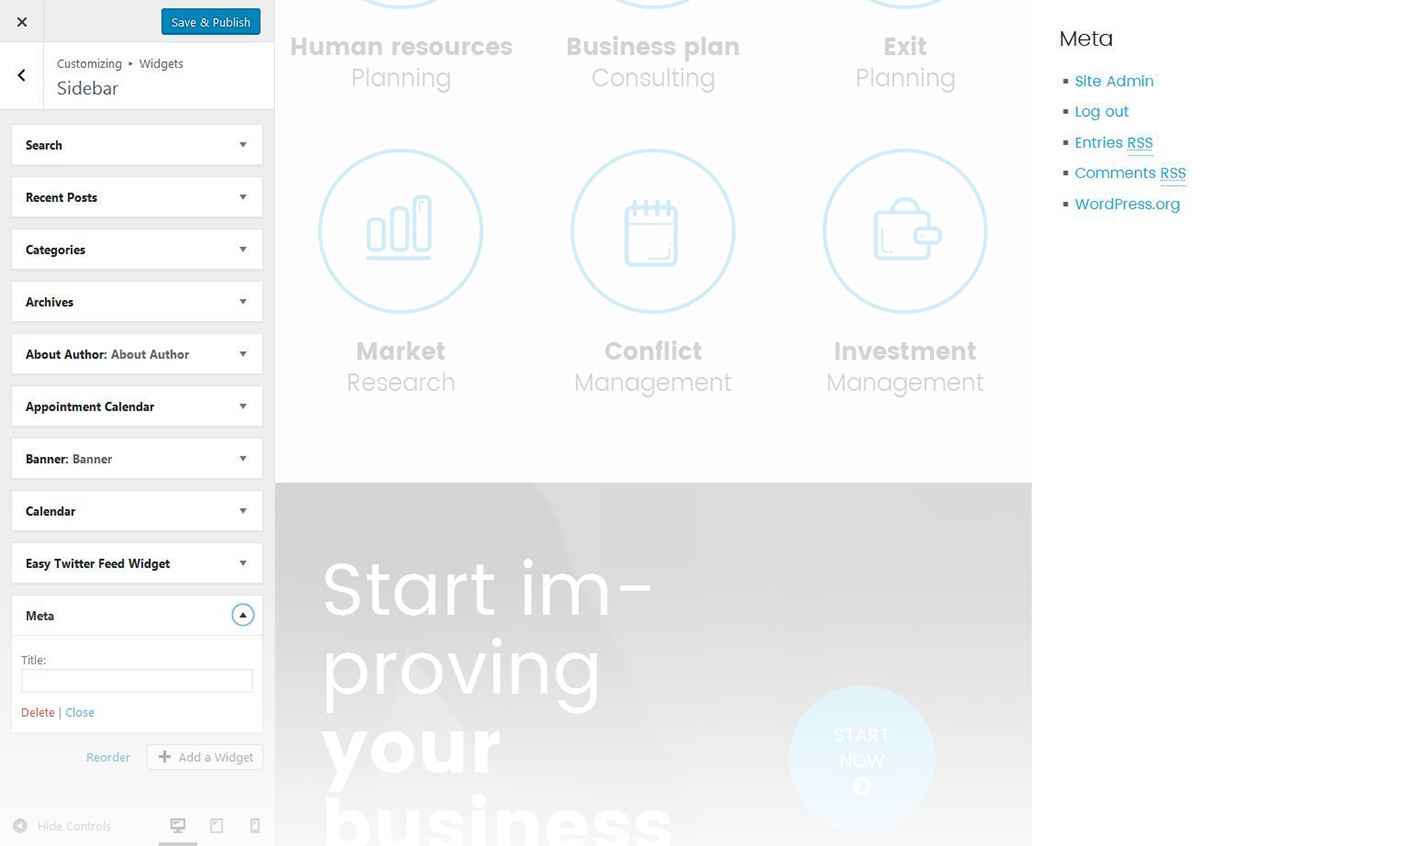 Save & Publish
Customizing ▸ Widgets
Sidebar
Search
Recent Posts
Categories
Archives
About Author: About Author
Appointment Calendar
Banner: Banner
Calendar
Easy Twitter Feed Widget
Meta
Title:
Delete | Close
Reorder
Add a Widget
Hide Controls
Human resources
Planning
Business plan
Consulting
Exit
Planning
Market
Research
Conflict
Management
Investment
Management
Start im-
proving
your
business
START
NOW
Meta
Site Admin
Log out
Entries RSS
Comments RSS
WordPress.org